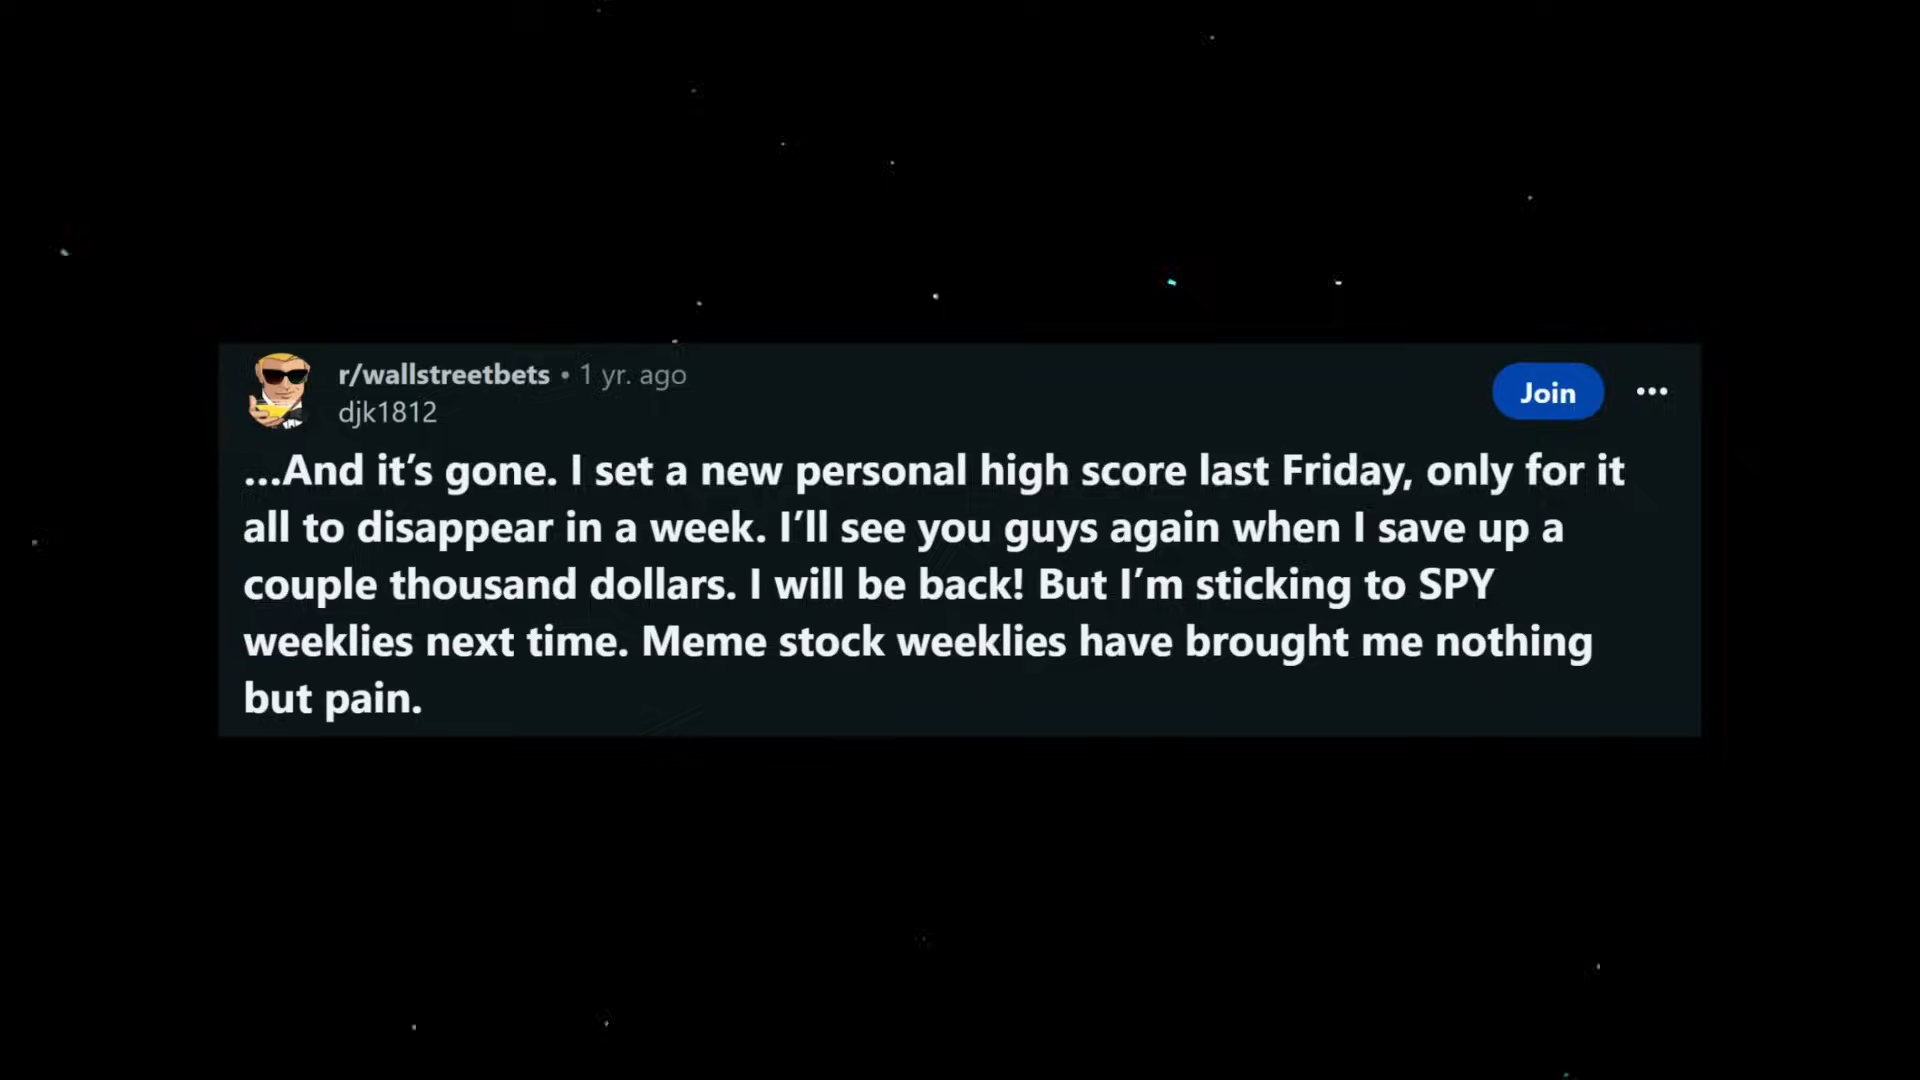 r/wallstreetbets • 1 yr. ago
djk1812
Join
...And it’s gone. I set a new personal high score last Friday, only for it
all to disappear in a week. I’ll see you guys again when I save up a
couple thousand dollars. I will be back! But I’m sticking to SPY
weeklies next time. Meme stock weeklies have brought me nothing
but pain.